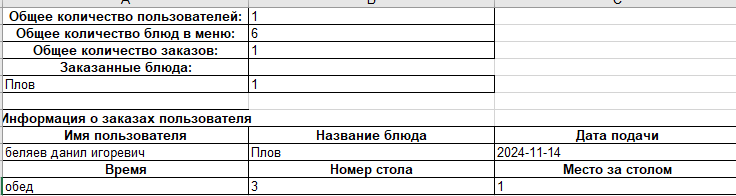 A B C
Общее количество пользователей: 1
Общее количество блюд в меню: 6
Общее количество заказов: 1
Заказанные блюда:
Плов 1
Информация о заказах пользователя
Имя пользователя Название блюда Дата подачи
беляев данил игоревич Плов 2024-11-14
Время Номер стола Место за столом
обед 3 1